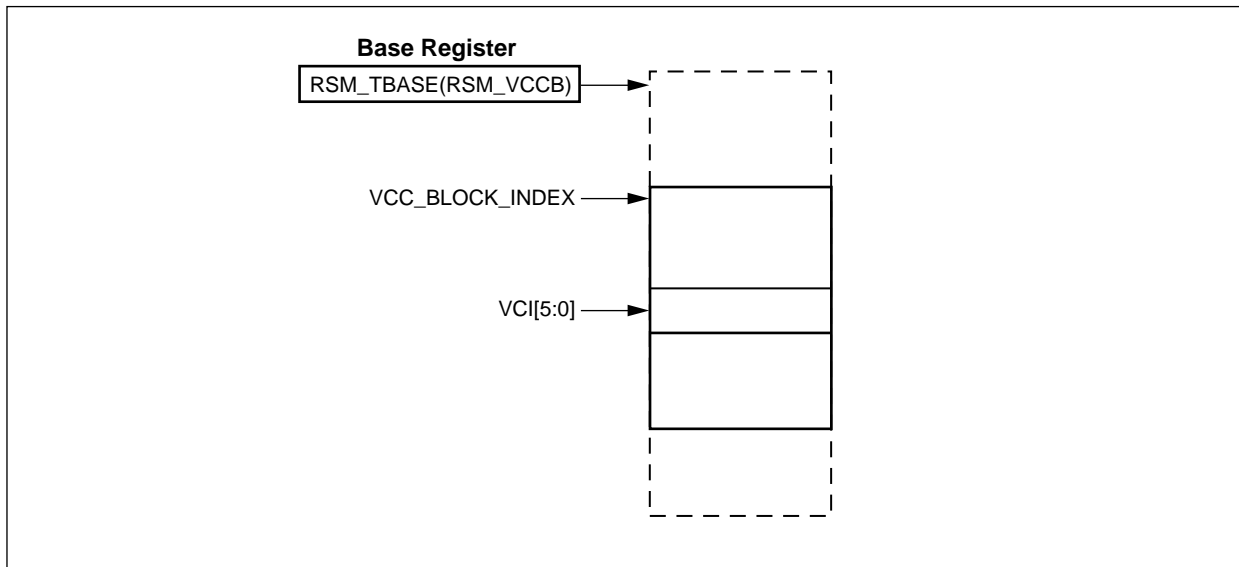 Base Register
RSM_TBASE(RSM_VCCB)
VCC_BLOCK_INDEX
VCI[5:0]